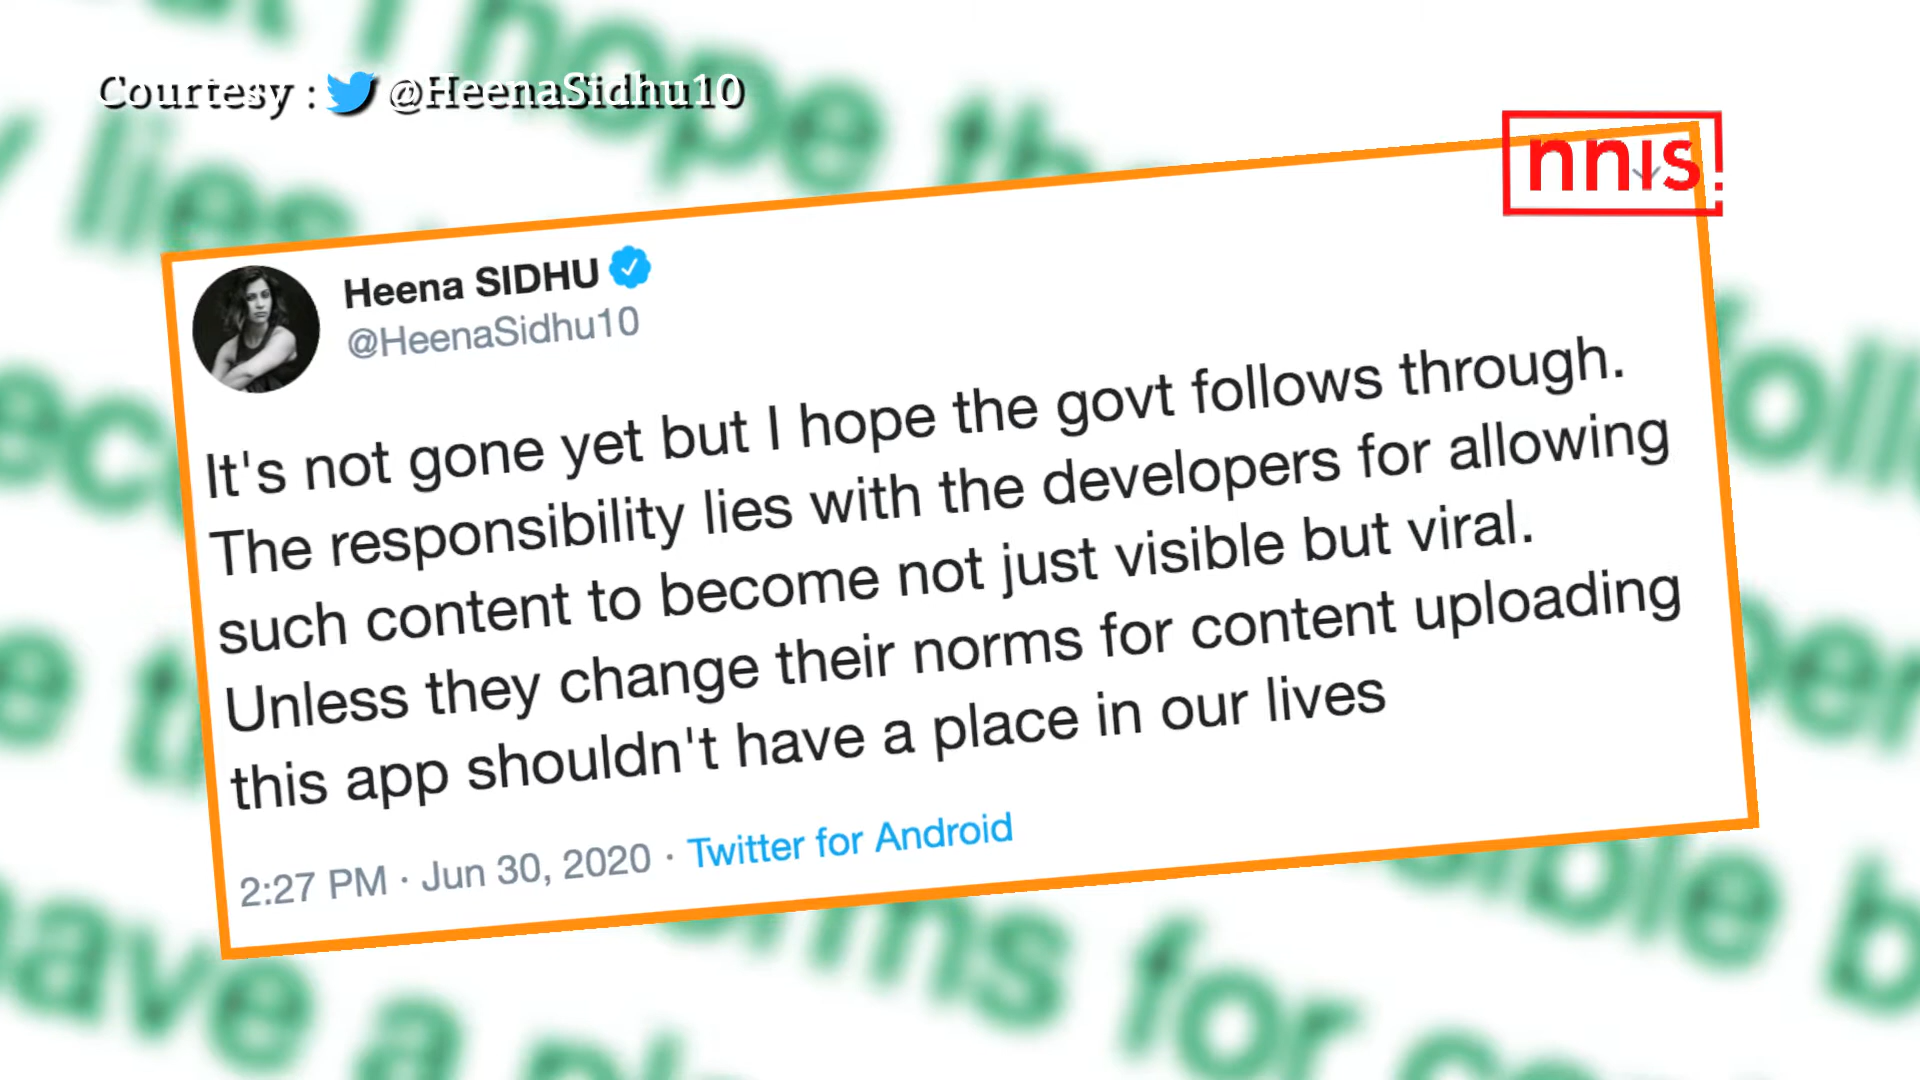 Courtesy : @HeenaSidhu10
nnis
Heena SIDHU
@HeenaSidhu10
It's not gone yet but I hope the govt follows through.
The responsibility lies with the developers for allowing
such content to become not just visible but viral.
Unless they change their norms for content uploading
this app shouldn't have a place in our lives
2:27 PM · Jun 30, 2020 · Twitter for Android